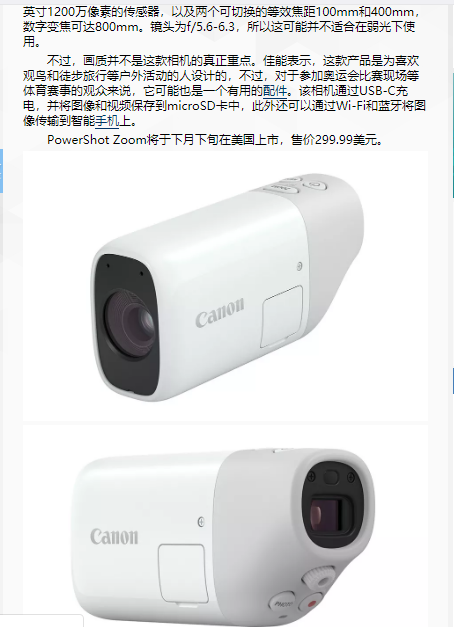 英寸1200万像素的传感器，以及两个可切换的等效焦距100mm和400mm，
数字变焦可达800mm。镜头为f/5.6-6.3，所以这可能并不适合在弱光下使
用。
不过，画质并不是这款相机的真正重点。佳能表示，这款产品是为喜欢
观鸟和徒步旅行等户外活动的人设计的，不过，对于参加奥运会比赛现场等
体育赛事的观众来说，它可能也是一个有用的配件。该相机通过USB-C充
电，并将图像和视频保存到microSD卡中，此外还可以通过Wi-Fi和蓝牙将图
像传输到智能手机上。
PowerShot Zoom将于下月下旬在美国上市，售价299.99美元。
Canon
Canon
PHOTO